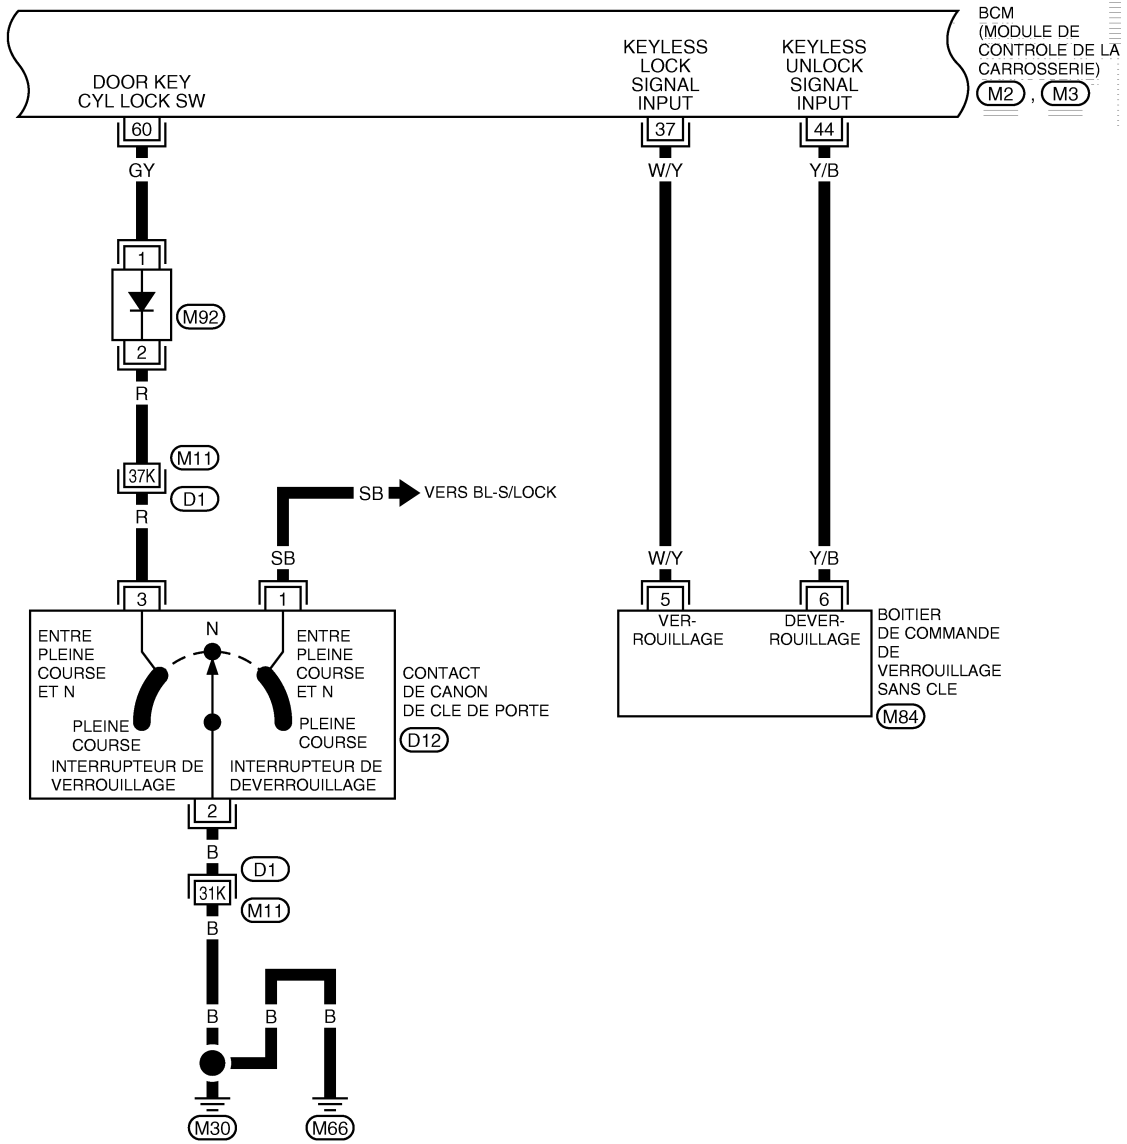 BCM
(MODULE DE
CONTROLE DE LA
CARROSSERIE)
M2 , M3
DOOR KEY
CYL LOCK SW
KEYLESS
LOCK
SIGNAL
INPUT
KEYLESS
UNLOCK
SIGNAL
INPUT
60
37
44
GY
W/Y
Y/B
1
M92
2
R
M11
37K
D1
R
SB
VERS BL-S/LOCK
SB
W/Y
Y/B
3
1
5
6
ENTRE
PLEINE
COURSE
ET N
N
ENTRE
PLEINE
COURSE
ET N
PLEINE
COURSE
PLEINE
COURSE
INTERRUPTEUR DE
VERROUILLAGE
INTERRUPTEUR DE
DEVERROUILLAGE
CONTACT
DE CANON
DE CLE DE PORTE
D12
VER-
ROUILLAGE
DEVER-
ROUILLAGE
BOITIER
DE COMMANDE
DE
VERROUILLAGE
SANS CLE
M84
2
B
D1
31K
M11
B
B
B
B
M30
M66